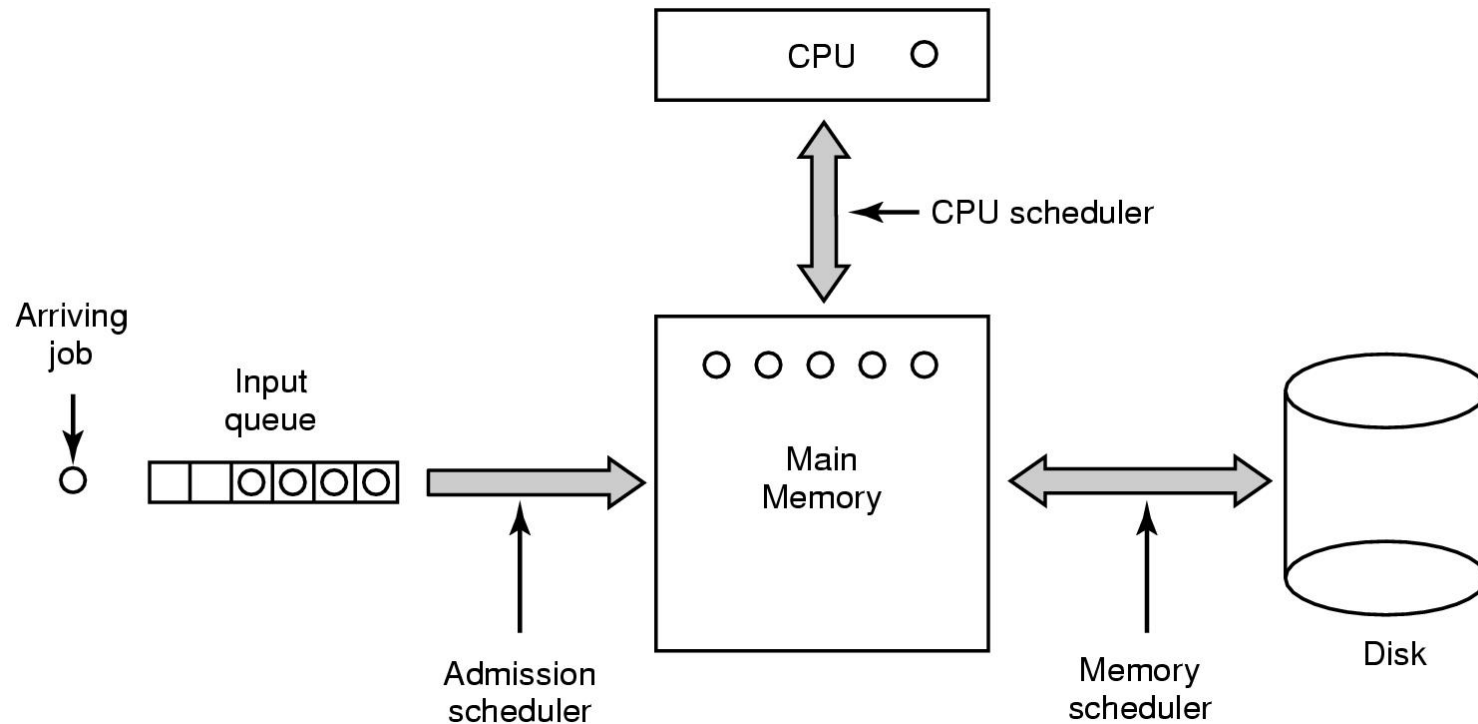 CPU
CPU scheduler
Arriving
job
Input
queue
Main
Memory
Admission
scheduler
Memory
scheduler
Disk